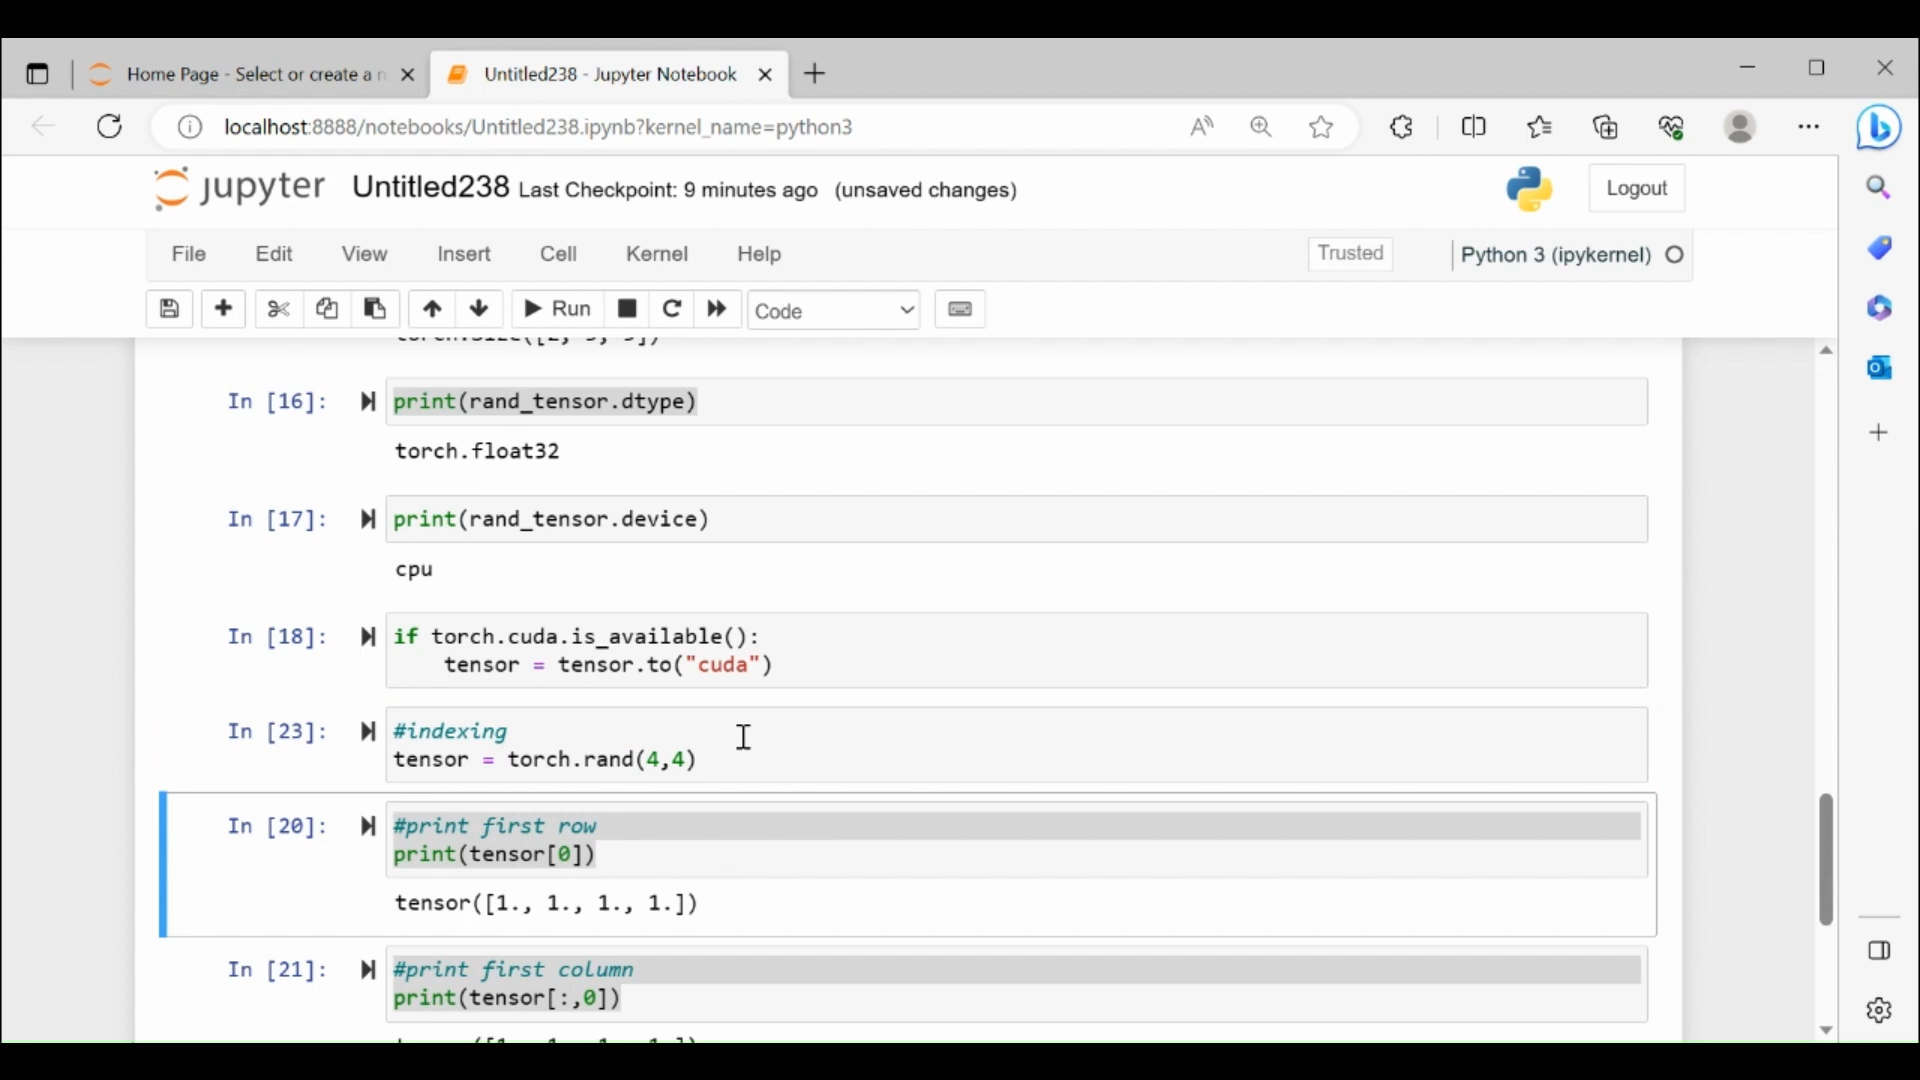 Home Page - Select or create a n
Untitled238 - Jupyter Notebook
localhost:8888/notebooks/Untitled238.ipynb?kernel_name=python3
jupyter Untitled238 Last Checkpoint: 9 minutes ago (unsaved changes)
Logout
File Edit View Insert Cell Kernel Help
Trusted
Python 3 (ipykernel)
Run
Code
In [16]: print(rand_tensor.dtype)
torch.float32
In [17]: print(rand_tensor.device)
cpu
In [18]: if torch.cuda.is_available():
tensor = tensor.to("cuda")
In [23]: #indexing
tensor = torch.rand(4,4)
In [20]: #print first row
print(tensor[0])
tensor([1., 1., 1., 1.])
In [21]: #print first column
print(tensor[:,0])